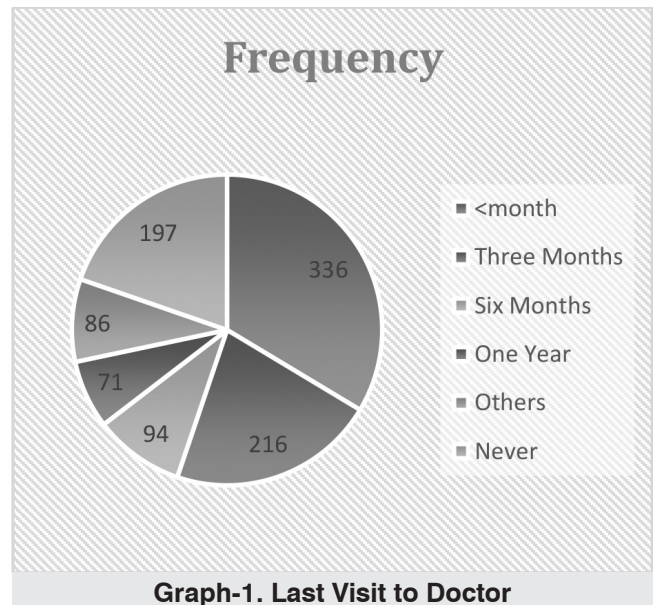 Frequency
197
336
86
71
94
216
<month
Three Months
Six Months
One Year
Others
Never
Graph-1. Last Visit to Doctor